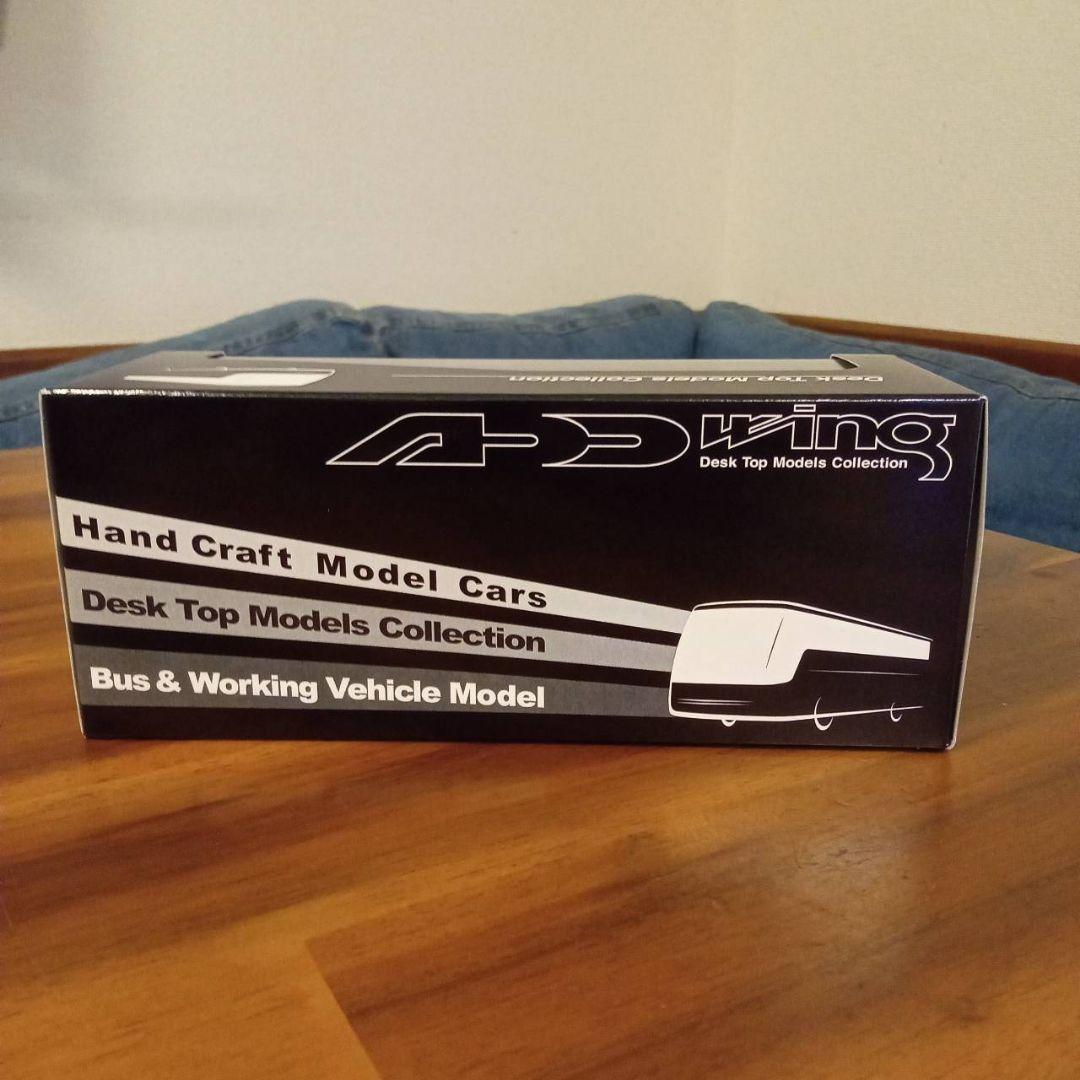 Desk Top Models Collection
ADD wing
Desk Top Models Collection
Hand Craft Model Cars
Desk Top Models Collection
Bus & Working Vehicle Model